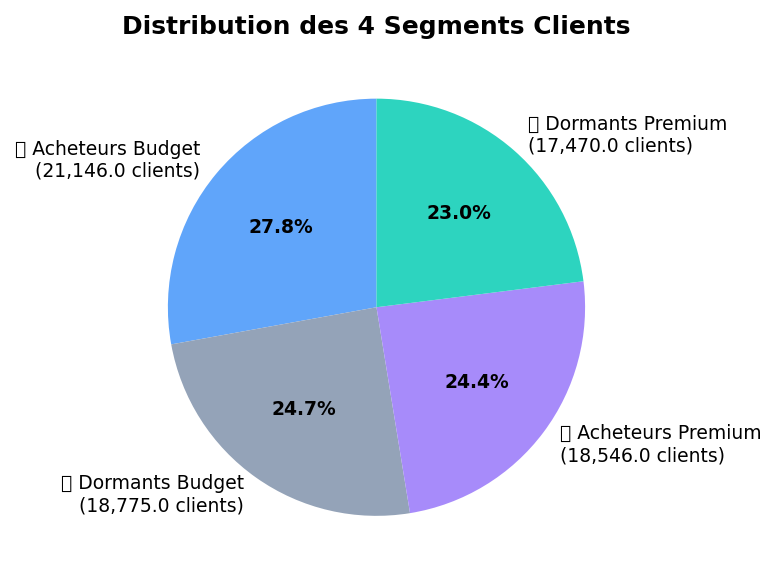 Distribution des 4 Segments Clients
Acheteurs Budget
(21,146.0 clients)
27.8%
Dormants Premium
(17,470.0 clients)
23.0%
Dormants Budget
(18,775.0 clients)
24.7%
Acheteurs Premium
(18,546.0 clients)
24.4%